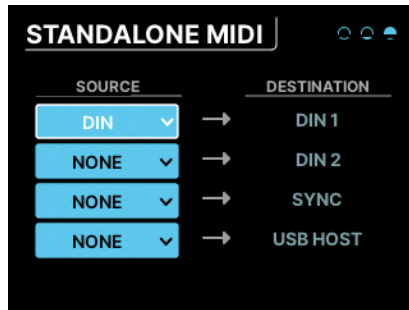 STANDALONE MIDI
SOURCE DESTINATION
DIN DIN 1
NONE DIN 2
NONE SYNC
NONE USB HOST